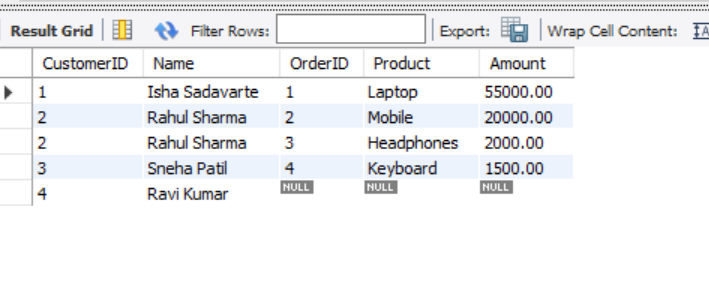 Result Grid Filter Rows: Export: Wrap Cell Content:
CustomerID Name OrderID Product Amount
1 Isha Sadavarte 1 Laptop 55000.00
2 Rahul Sharma 2 Mobile 20000.00
2 Rahul Sharma 3 Headphones 2000.00
3 Sneha Patil 4 Keyboard 1500.00
4 Ravi Kumar NULL NULL NULL